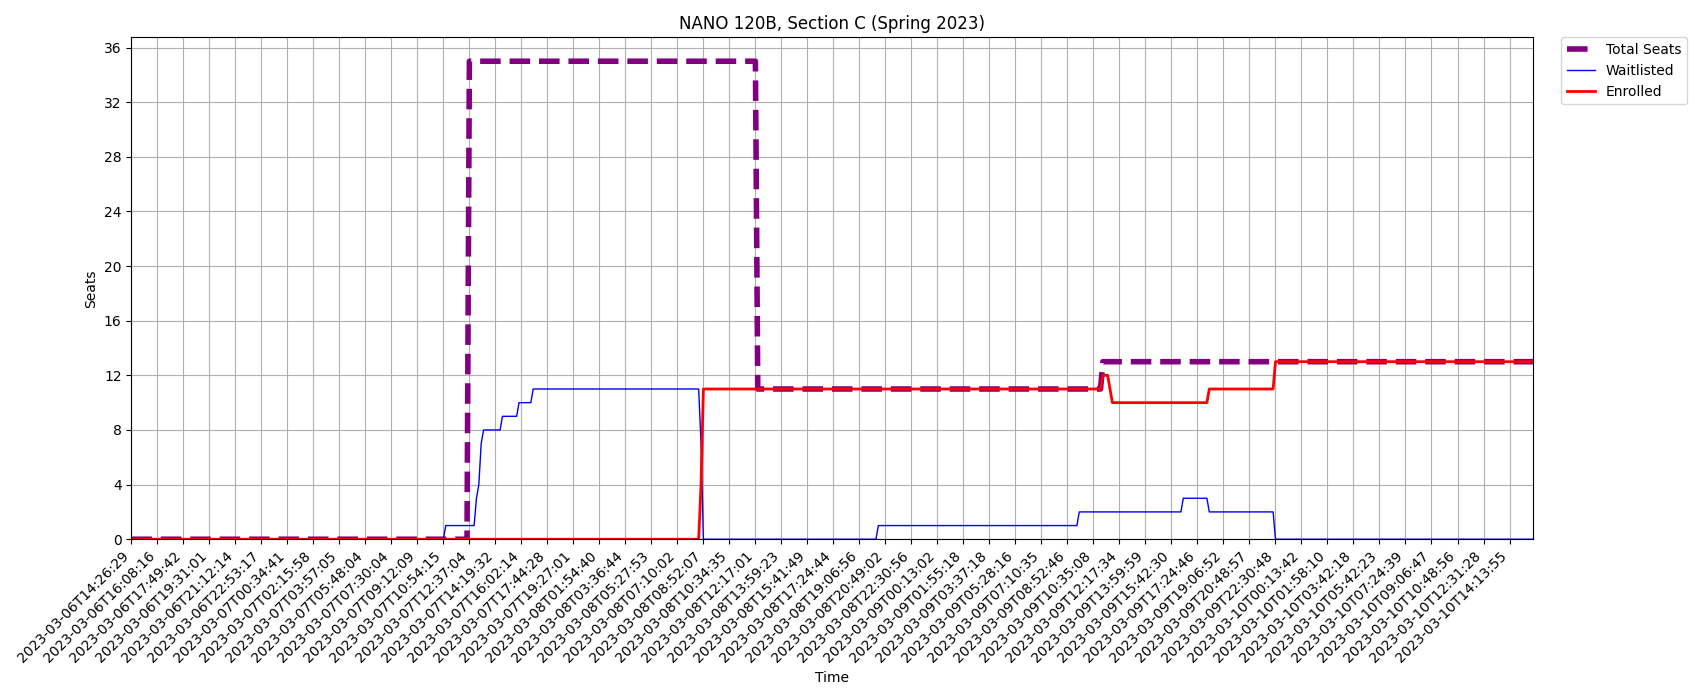 NANO 120B, Section C (Spring 2023)
Total Seats
Waitlisted
Enrolled
36
32
28
24
20
16
12
8
4
0
Seats
2023-03-06T14:26:29
2023-03-06T16:08:16
2023-03-06T17:49:42
2023-03-06T19:31:01
2023-03-06T21:12:14
2023-03-06T22:53:17
2023-03-07T00:34:41
2023-03-07T02:15:58
2023-03-07T03:57:05
2023-03-07T05:48:04
2023-03-07T07:30:04
2023-03-07T09:12:09
2023-03-07T10:54:15
2023-03-07T12:37:04
2023-03-07T14:19:32
2023-03-07T16:02:14
2023-03-07T17:44:28
2023-03-07T19:27:01
2023-03-08T01:54:40
2023-03-08T03:36:44
2023-03-08T05:27:53
2023-03-08T07:10:02
2023-03-08T08:52:07
2023-03-08T10:34:35
2023-03-08T12:17:01
2023-03-08T13:59:23
2023-03-08T15:41:49
2023-03-08T17:24:44
2023-03-08T19:06:56
2023-03-08T20:49:02
2023-03-08T22:30:56
2023-03-09T00:13:02
2023-03-09T01:55:18
2023-03-09T03:37:18
2023-03-09T05:28:16
2023-03-09T07:10:35
2023-03-09T08:52:46
2023-03-09T10:35:08
2023-03-09T12:17:34
2023-03-09T13:59:59
2023-03-09T15:42:30
2023-03-09T17:24:46
2023-03-09T19:06:52
2023-03-09T20:48:57
2023-03-09T22:30:48
2023-03-10T00:13:42
2023-03-10T01:58:10
2023-03-10T03:42:18
2023-03-10T05:42:23
2023-03-10T07:24:39
2023-03-10T09:06:47
2023-03-10T10:48:56
2023-03-10T12:31:28
2023-03-10T14:13:55
Time